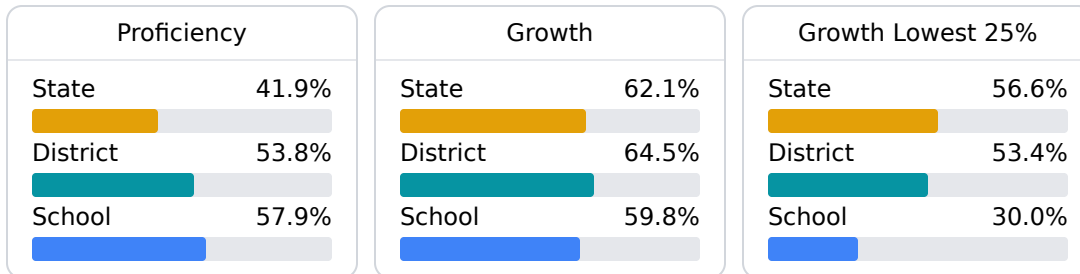 Proficiency
State 41.9%
District 53.8%
School 57.9%
Growth
State 62.1%
District 64.5%
School 59.8%
Growth Lowest 25%
State 56.6%
District 53.4%
School 30.0%